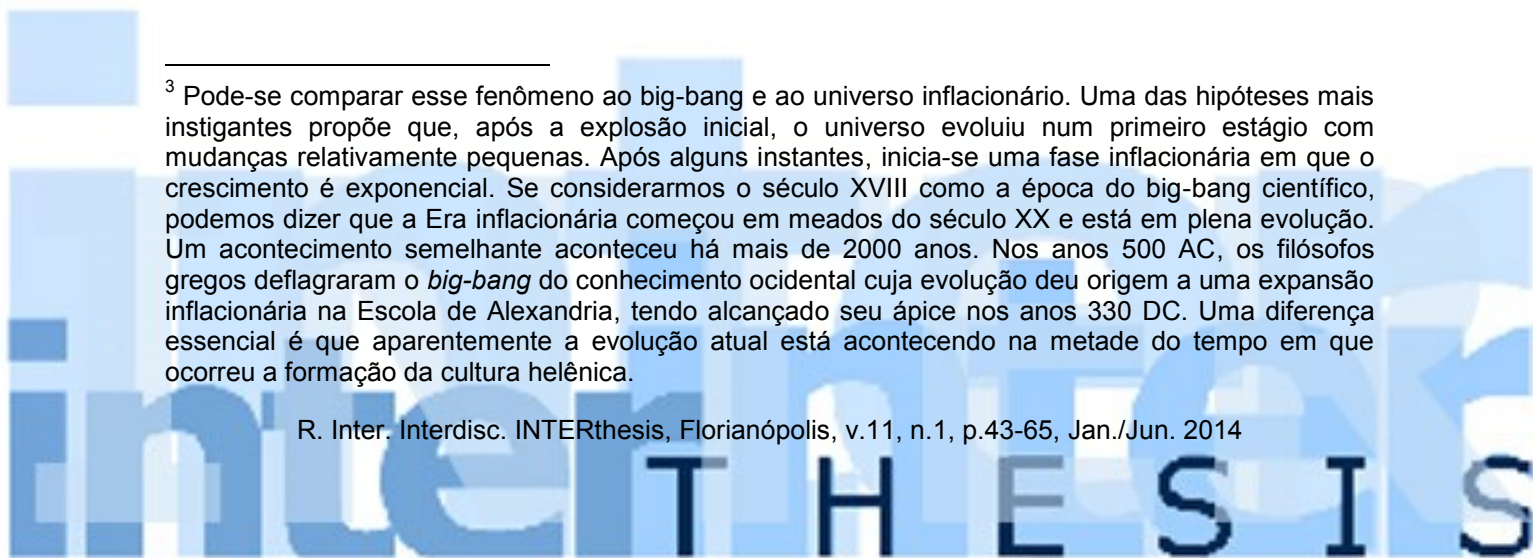 ³ Pode-se comparar esse fenômeno ao big-bang e ao universo inflacionário. Uma das hipóteses mais
instigantes propõe que, após a explosão inicial, o universo evoluiu num primeiro estágio com
mudanças relativamente pequenas. Após alguns instantes, inicia-se uma fase inflacionária em que o
crescimento é exponencial. Se considerarmos o século XVIII como a época do big-bang científico,
podemos dizer que a Era inflacionária começou em meados do século XX e está em plena evolução.
Um acontecimento semelhante aconteceu há mais de 2000 anos. Nos anos 500 AC, os filósofos
gregos deflagraram o big-bang do conhecimento ocidental cuja evolução deu origem a uma expansão
inflacionária na Escola de Alexandria, tendo alcançado seu ápice nos anos 330 DC. Uma diferença
essencial é que aparentemente a evolução atual está acontecendo na metade do tempo em que
ocorreu a formação da cultura helênica.
R. Inter. Interdisc. INTERthesis, Florianópolis, v.11, n.1, p.43-65, Jan./Jun. 2014
inter
THESIS